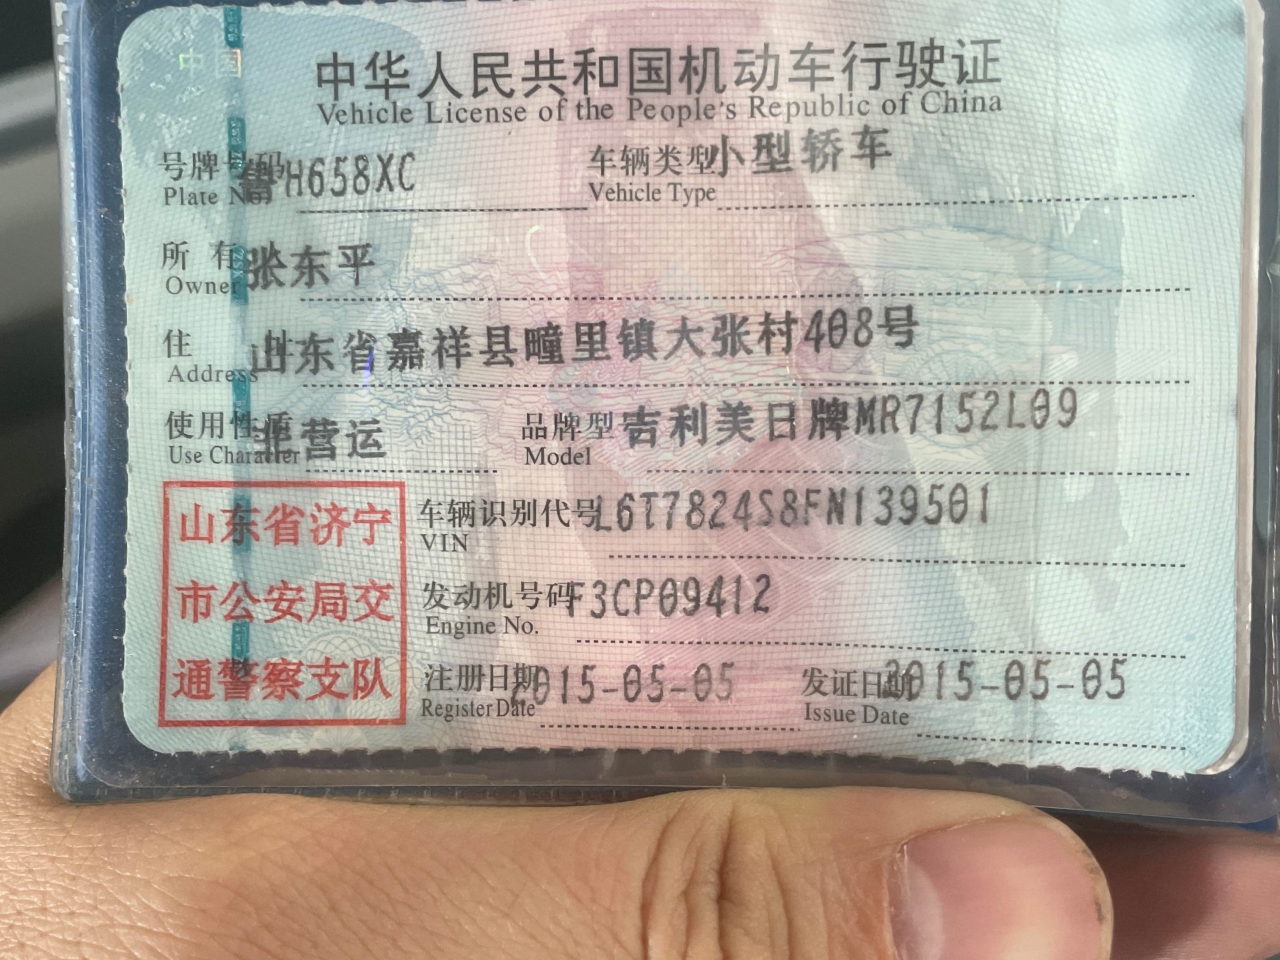 中国
中华人民共和国机动车行驶证
Vehicle License of the People's Republic of China
号牌号码 鲁H658XC 车辆类型 小型轿车
Plate No. Vehicle Type
所有 张东平
Owner
住 山东省嘉祥县疃里镇大张村408号
Address
使用性质 非营运 品牌型 吉利美日牌MR7152L09
Use Character Model
山东省济宁
市公安局交
通警察支队
车辆识别代号 L6T7824S8FN139501
VIN
发动机号码 F3CP09412
Engine No.
注册日期 2015-05-05 发证日期 2015-05-05
Register Date Issue Date